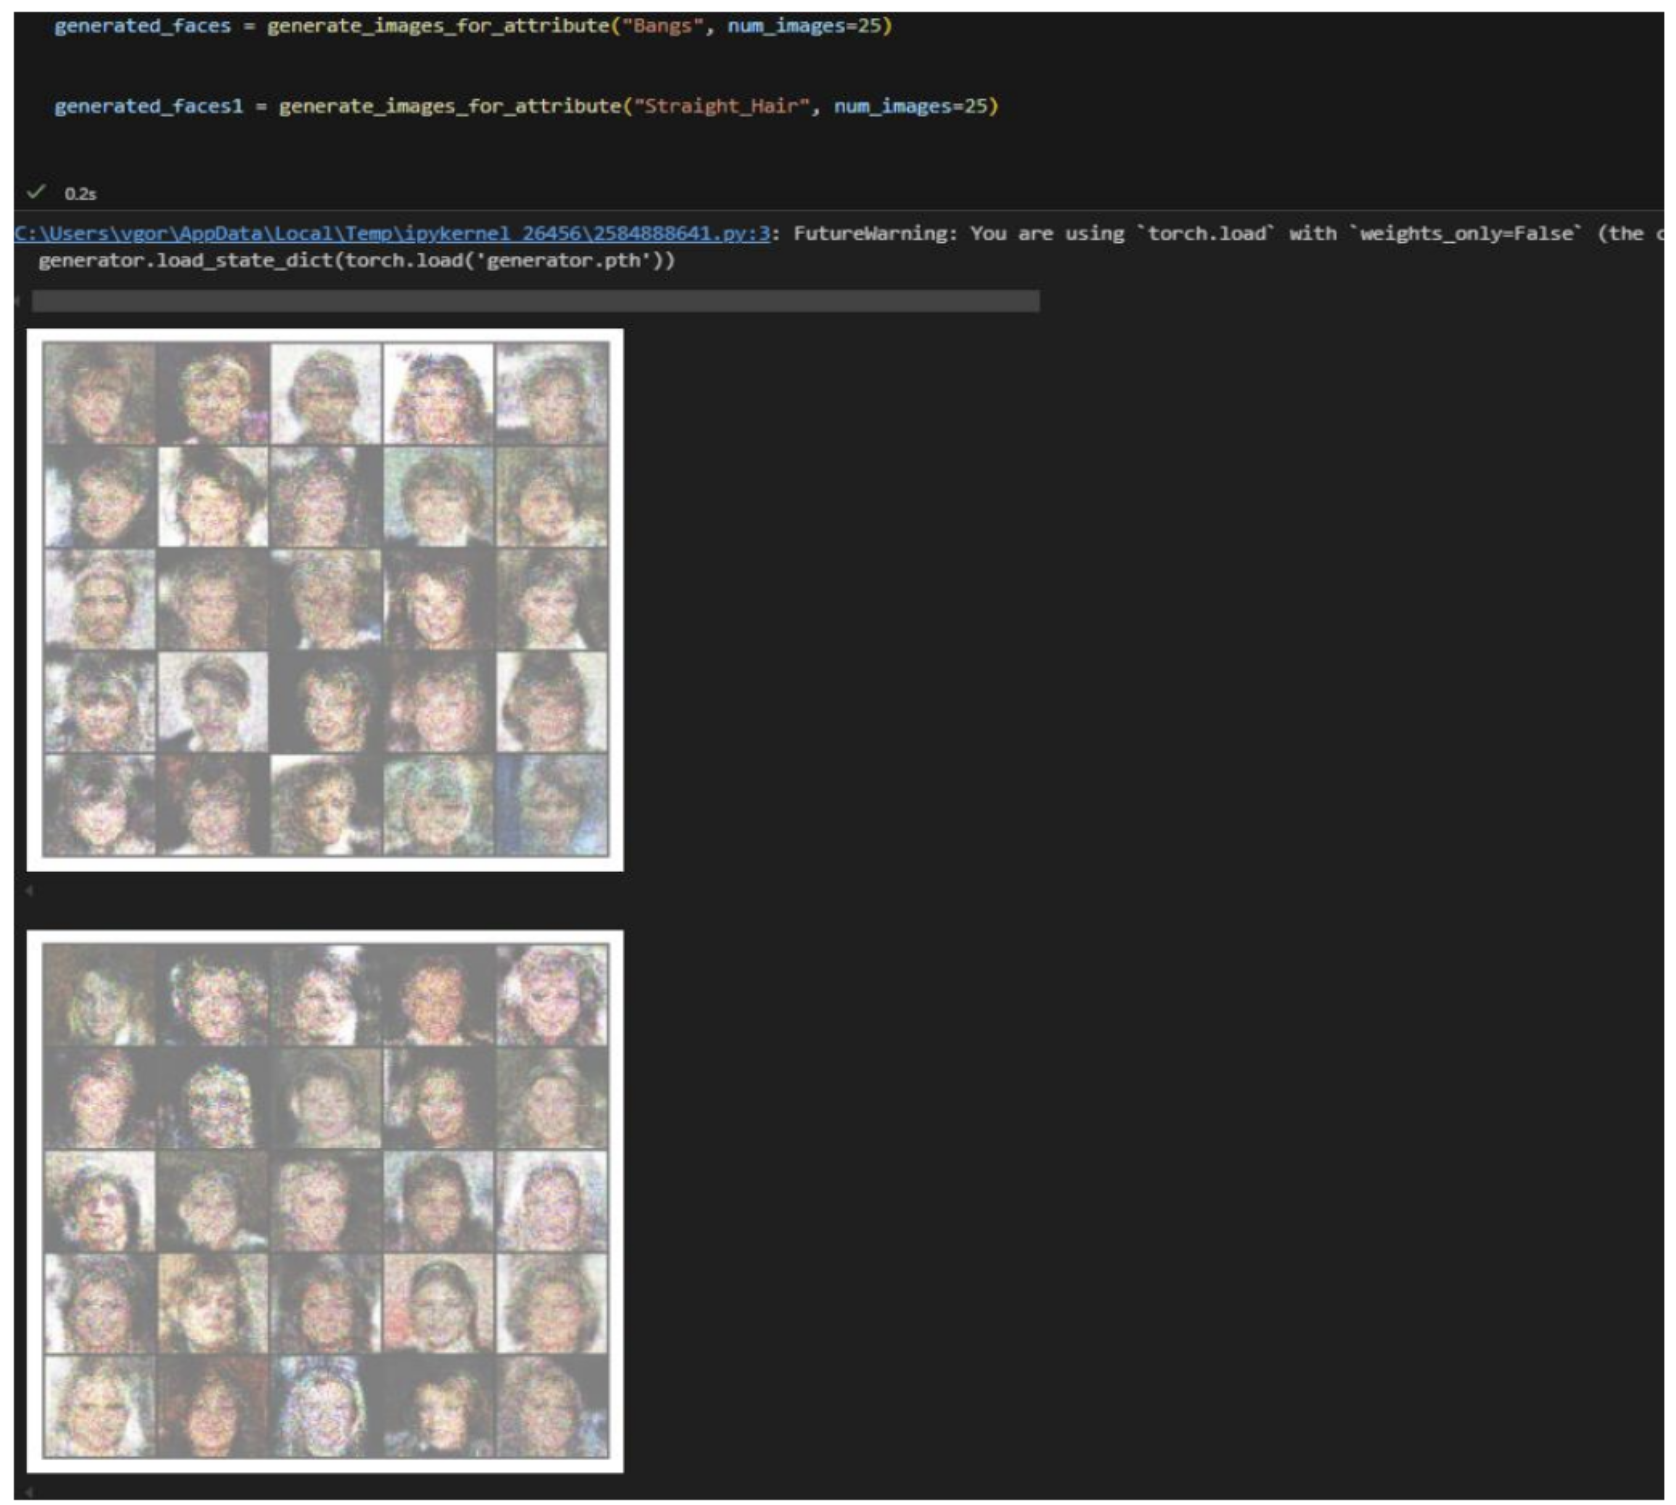 generated_faces = generate_images_for_attribute("Bangs", num_images=25)
generated_faces1 = generate_images_for_attribute("Straight_Hair", num_images=25)
0.2s
C:\Users\vgor\AppData\Local\Temp\ipykernel_26456\2584888641.py:3: FutureWarning: You are using `torch.load` with `weights_only=False` (the c
generator.load_state_dict(torch.load('generator.pth'))